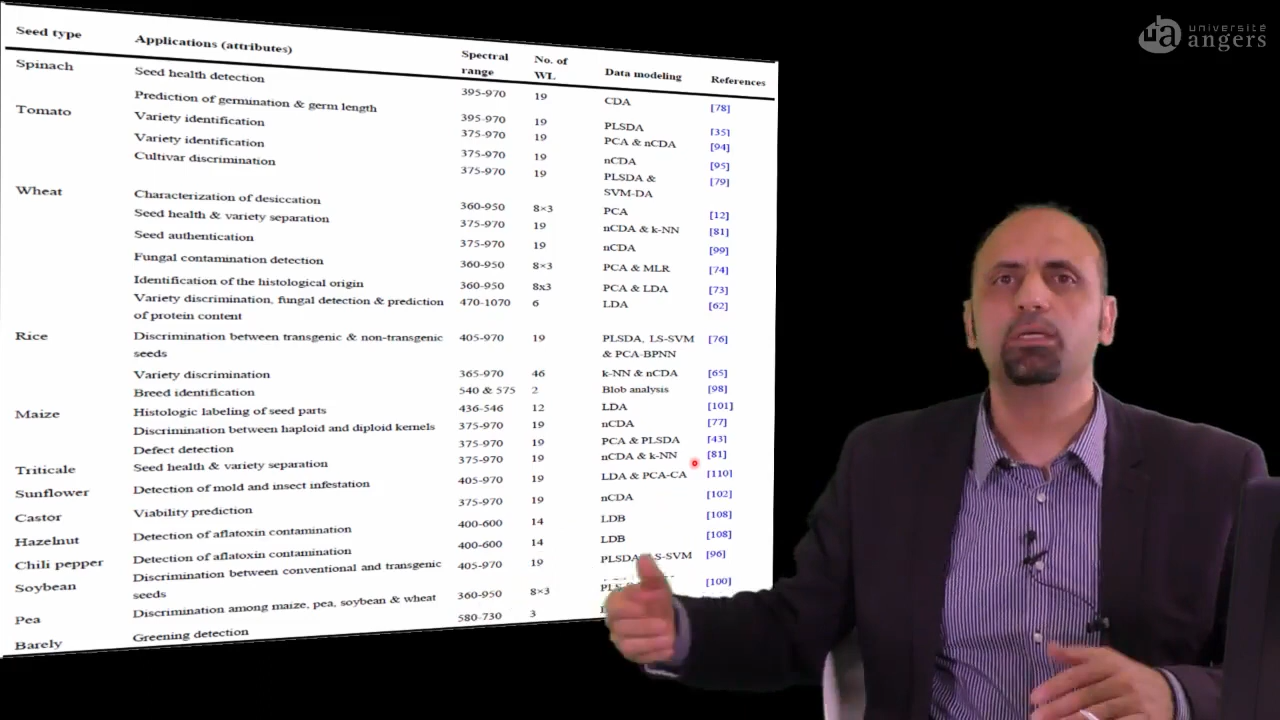 université
angers
Seed type Applications (attributes) Spectral range No. of WL Data modeling References
Spinach Seed health detection 395-970 19 CDA [78]
Prediction of germination & germ length 395-970 19 PLSDA [35]
Tomato Variety identification 375-970 19 PCA & nCDA [94]
Variety identification 375-970 19 nCDA [95]
Cultivar discrimination 375-970 19 PLSDA & SVM-DA [79]
Wheat Characterization of desiccation 360-950 8×3 PCA [12]
Seed health & variety separation 375-970 19 nCDA & k-NN [81]
Seed authentication 375-970 19 nCDA [99]
Fungal contamination detection 360-950 8×3 PCA & MLR [74]
Identification of the histological origin 360-950 8x3 PCA & LDA [73]
Variety discrimination, fungal detection & prediction 470-1070 6 LDA [62]
of protein content
Rice Discrimination between transgenic & non-transgenic 405-970 19 PLSDA, LS-SVM [76]
seeds & PCA-BPNN
Variety discrimination 365-970 46 k-NN & nCDA [65]
Breed identification 540 & 575 2 Blob analysis [98]
Maize Histologic labeling of seed parts 436-546 12 LDA [101]
Discrimination between haploid and diploid kernels 375-970 19 nCDA [77]
Defect detection 375-970 19 PCA & PLSDA [43]
Triticale Seed health & variety separation 375-970 19 nCDA & k-NN [81]
Sunflower Detection of mold and insect infestation 405-970 19 LDA & PCA-CA [110]
Castor Viability prediction 375-970 19 nCDA [102]
Hazelnut Detection of aflatoxin contamination 400-600 14 LDB [108]
Chili pepper Detection of aflatoxin contamination 400-600 14 LDB [108]
Soybean Discrimination between conventional and transgenic 405-970 19 PLSDA LS-SVM [96]
seeds
Pea Discrimination among maize, pea, soybean & wheat 360-950 8×3 [100]
Barely Greening detection 580-730 3